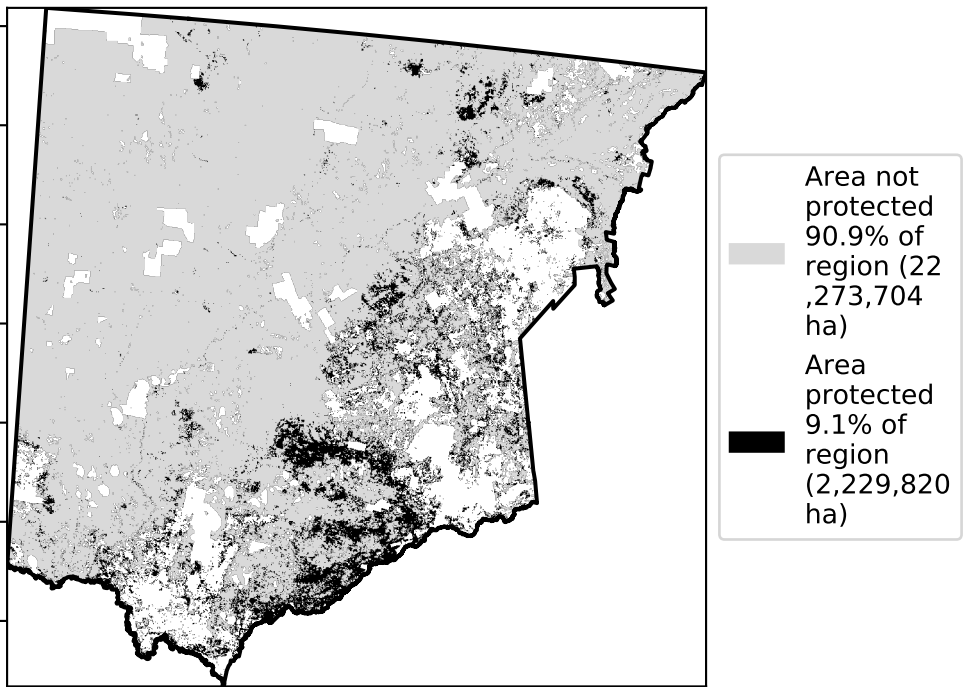 Area not
protected
90.9% of
region (22
,273,704
ha)
Area
protected
9.1% of
region
(2,229,820
ha)